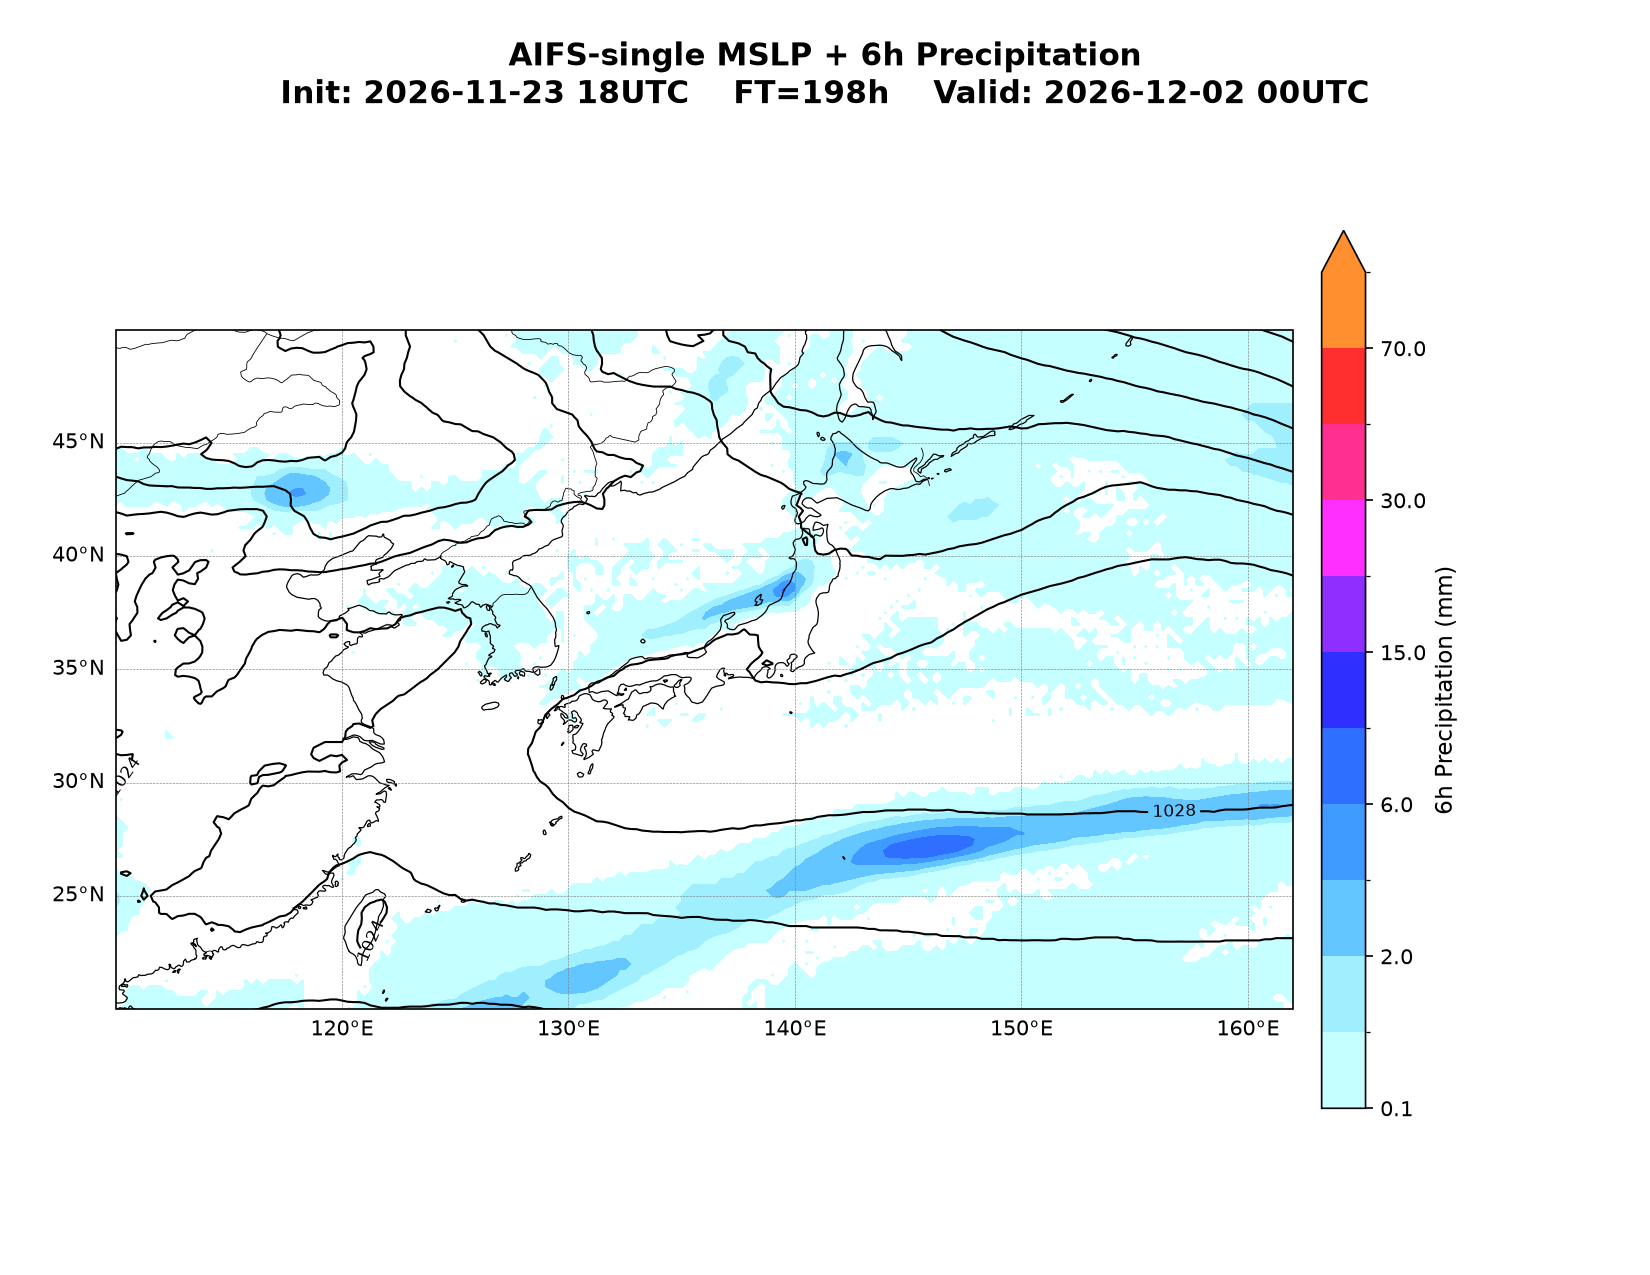 AIFS-single MSLP + 6h Precipitation
Init: 2026-11-23 18UTC    FT=198h    Valid: 2026-12-02 00UTC
70.0
30.0
15.0
6.0
2.0
0.1
6h Precipitation (mm)
45°N
40°N
35°N
30°N
25°N
1024
1028
1024
120°E
130°E
140°E
150°E
160°E